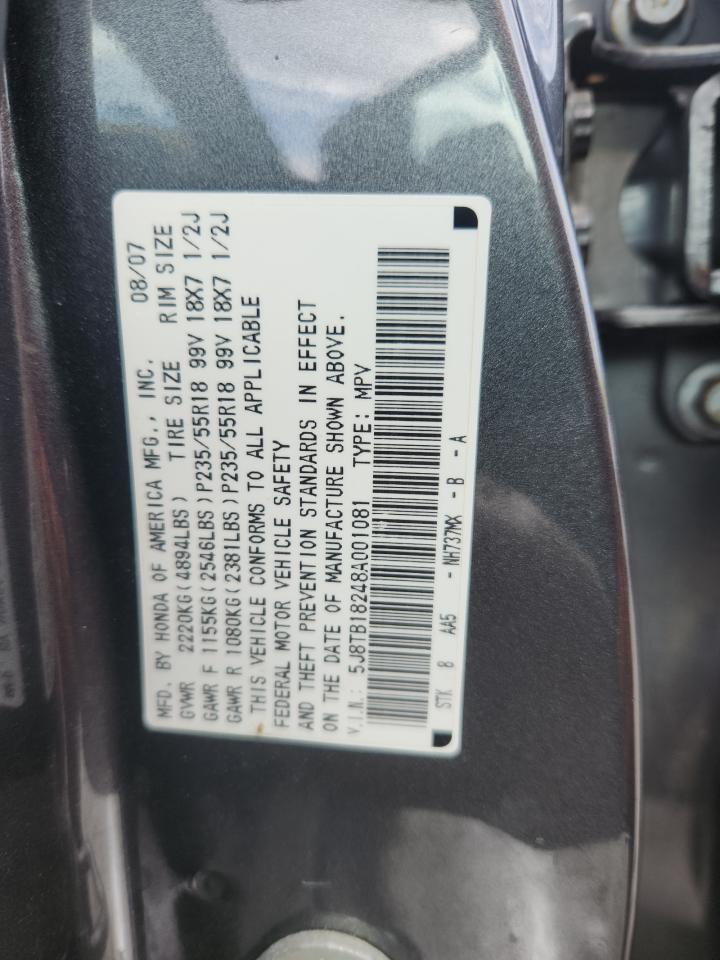 MFD. BY HONDA OF AMERICA MFG., INC. 08/07
GVWR 2220KG(4894LBS) TIRE SIZE RIM SIZE
GAWR F 1155KG(2546LBS)P235/55R18 99V 18X7 1/2J
GAWR R 1080KG(2381LBS)P235/55R18 99V 18X7 1/2J
THIS VEHICLE CONFORMS TO ALL APPLICABLE
FEDERAL MOTOR VEHICLE SAFETY
AND THEFT PREVENTION STANDARDS IN EFFECT
ON THE DATE OF MANUFACTURE SHOWN ABOVE.
V.I.N.: 5J8TB18248A001081 TYPE: MPV
STK 8 AA5 - NH737MX - B - A